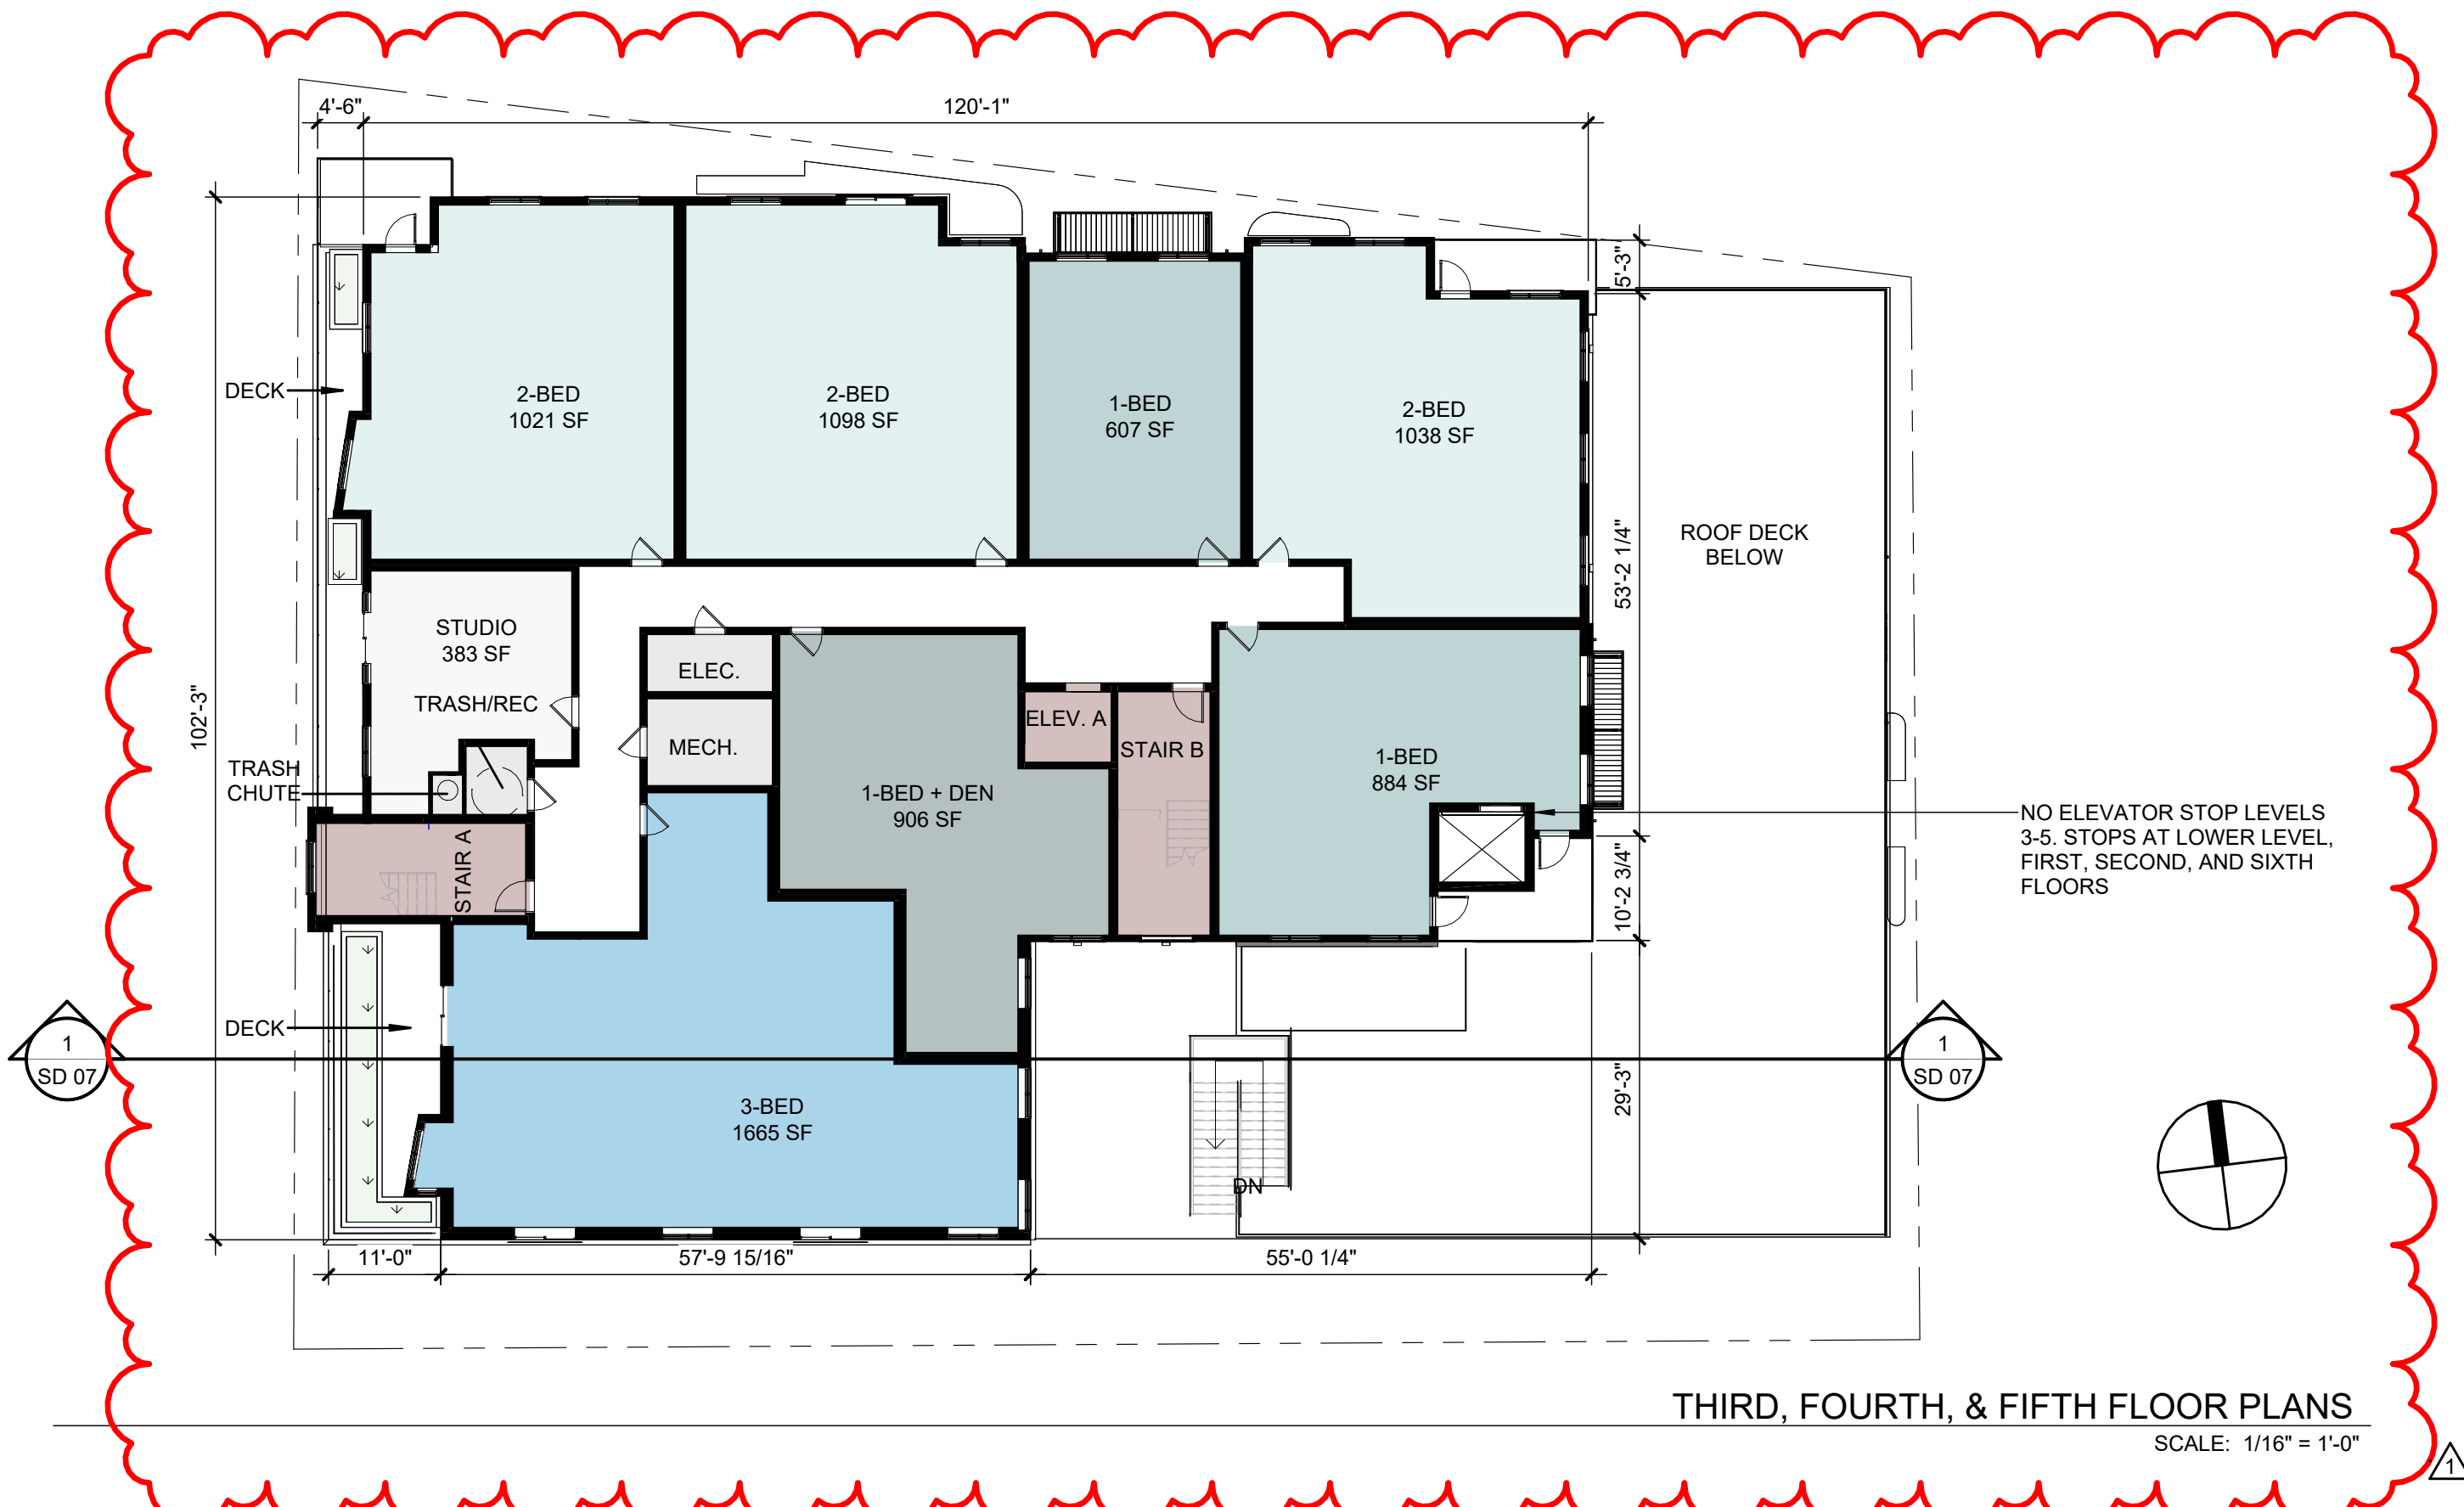 4'-6"
120'-1"
5'-3"
DECK
2-BED
1021 SF
2-BED
1098 SF
1-BED
607 SF
2-BED
1038 SF
ROOF DECK
BELOW
53'-2 1/4"
STUDIO
383 SF
TRASH/REC
ELEC.
MECH.
102'-3"
ELEV. A
STAIR B
1-BED
884 SF
TRASH
CHUTE
1-BED + DEN
906 SF
STAIR A
NO ELEVATOR STOP LEVELS
3-5. STOPS AT LOWER LEVEL,
FIRST, SECOND, AND SIXTH
FLOORS
10'-2 3/4"
DECK
1
SD 07
1
SD 07
29'-3"
3-BED
1665 SF
DN
11'-0"
57'-9 15/16"
55'-0 1/4"
THIRD, FOURTH, & FIFTH FLOOR PLANS
SCALE: 1/16" = 1'-0"
1